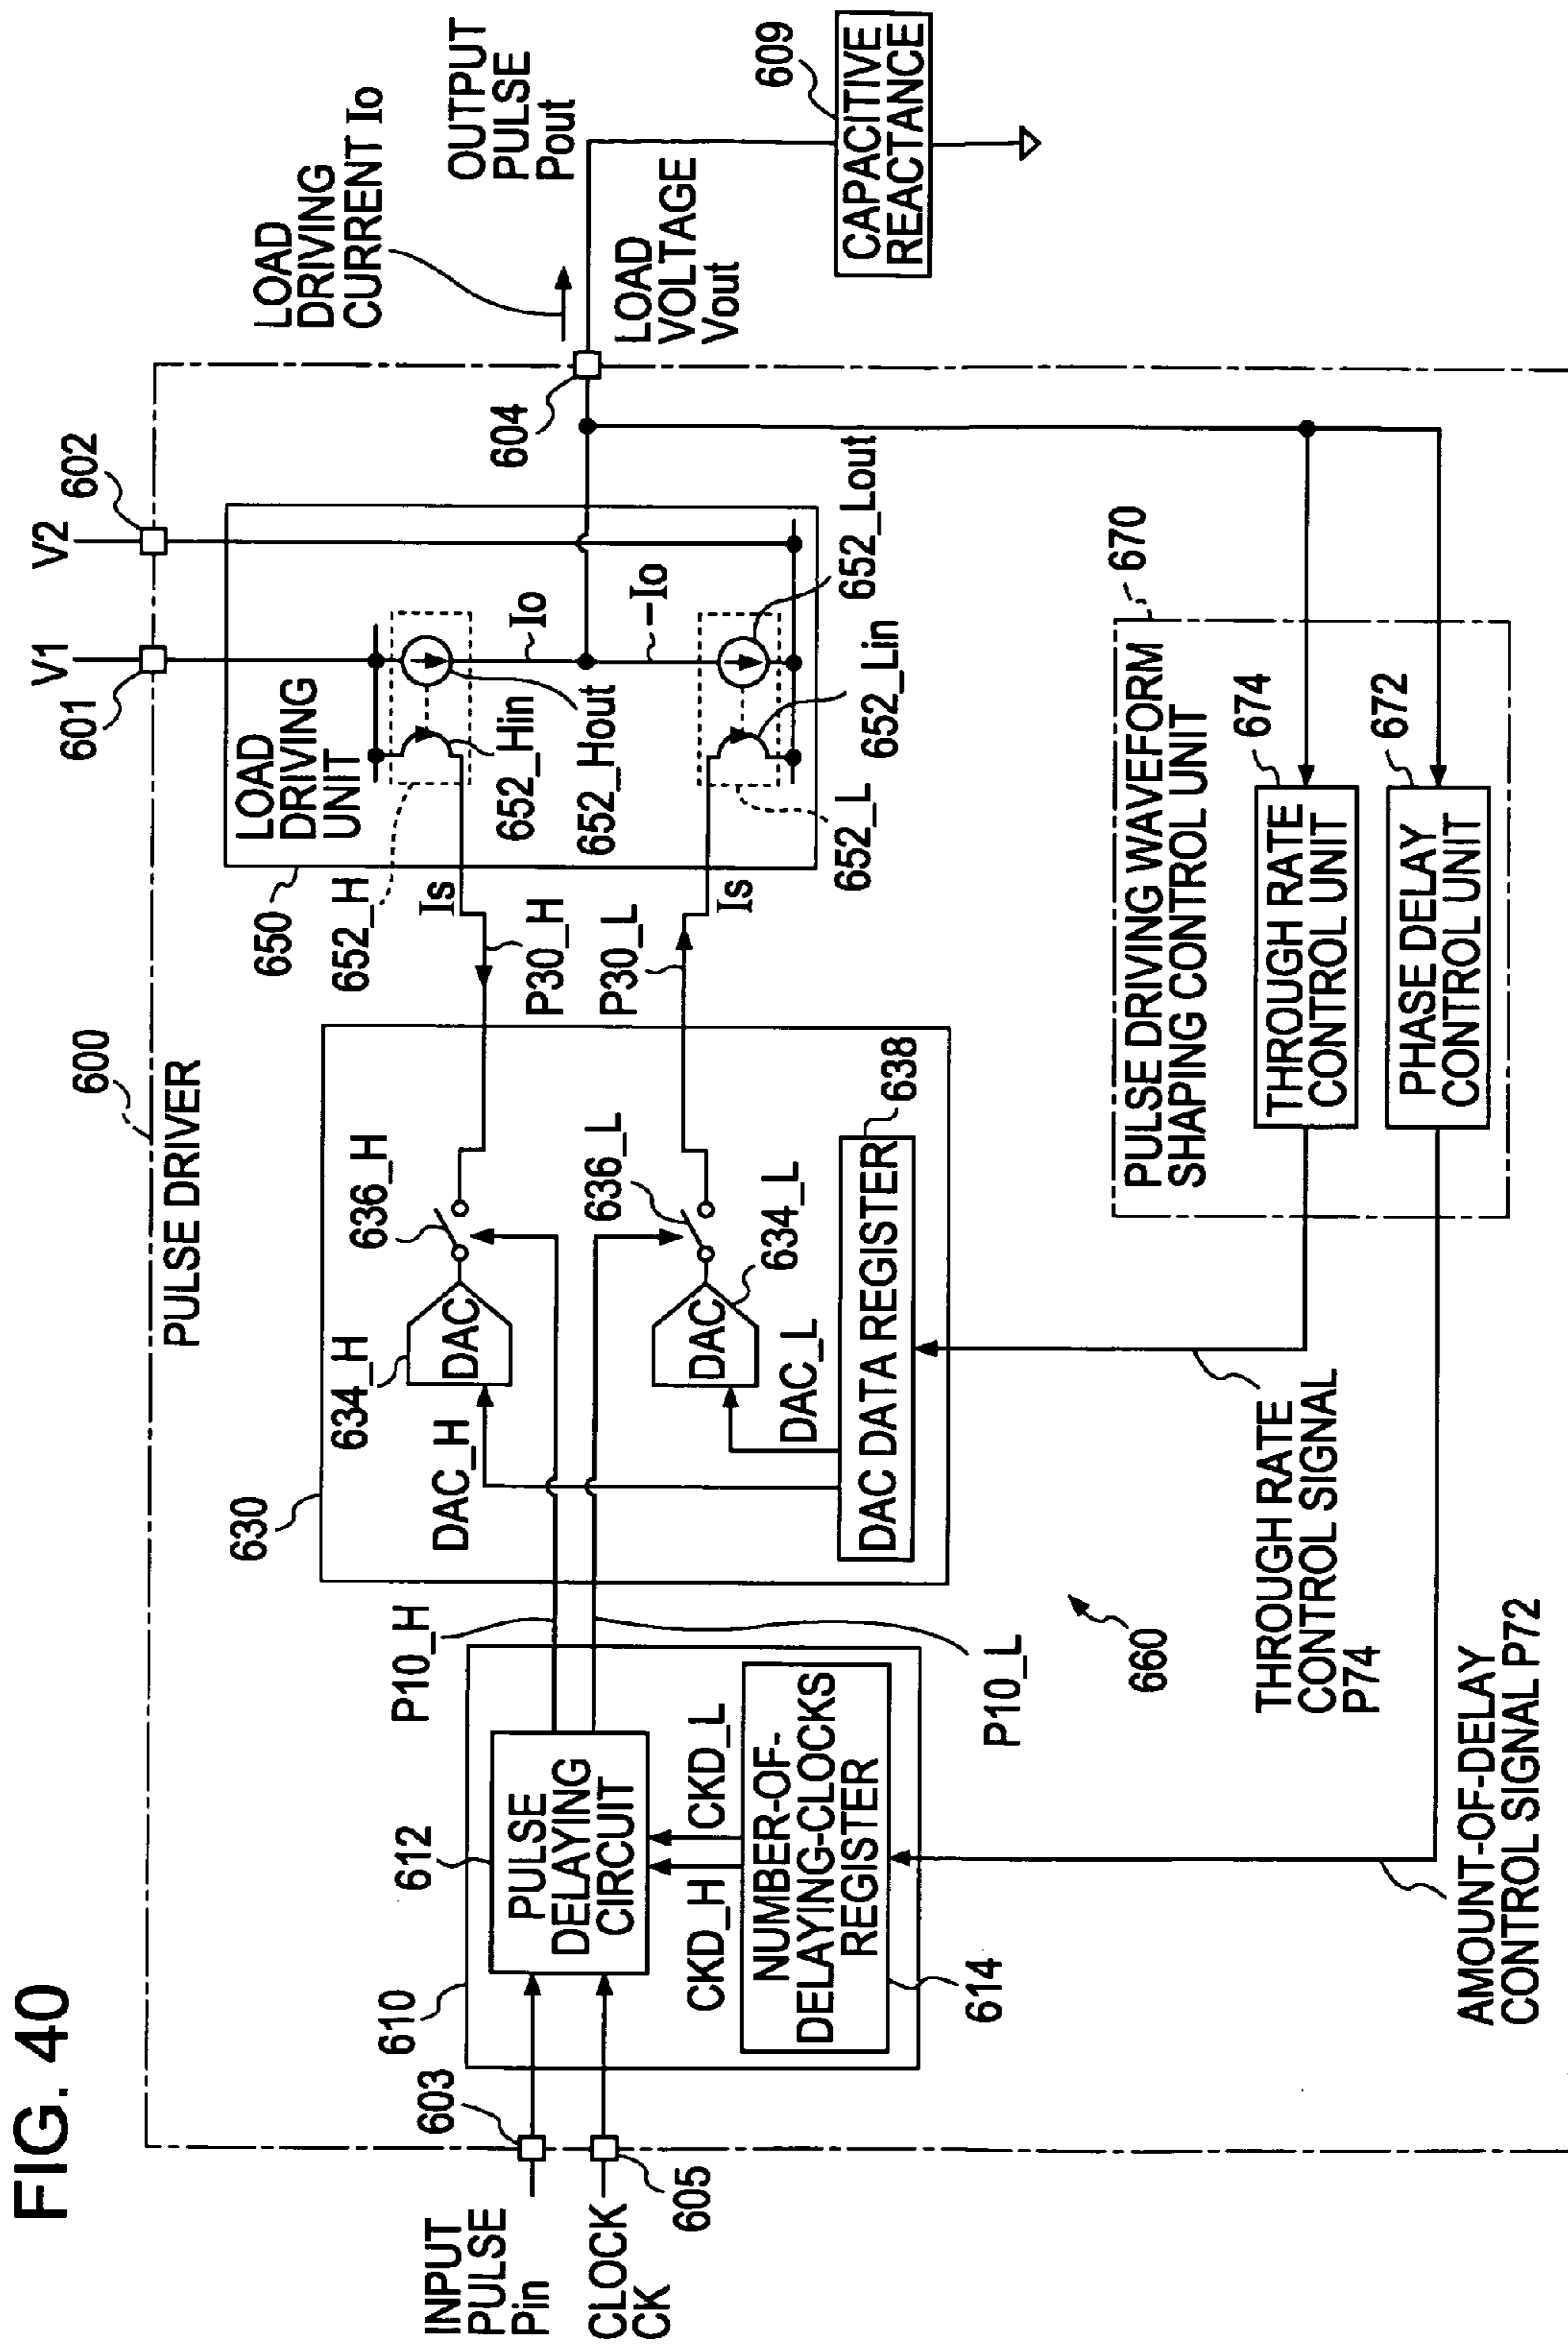 FIG. 40
600
PULSE DRIVER
INPUT
PULSE
Pin
603
CLOCK
CK
605
610
612
PULSE
DELAYING
CIRCUIT
CKD_H
CKD_L
NUMBER-OF-
DELAYING-CLOCKS
REGISTER
614
P10_H
P10_L
630
634_H
DAC
636_H
DAC_H
636_L
DAC
634_L
DAC_L
DAC DATA REGISTER
638
660
P30_H
P30_L
Is
Is
650
LOAD
DRIVING
UNIT
652_H
652_Hin
652_Hout
Io
-Io
652_L
652_Lin
652_Lout
V1
601
V2
602
604
LOAD
DRIVING
CURRENT Io
OUTPUT
PULSE
Pout
LOAD
VOLTAGE
Vout
609
CAPACITIVE
REACTANCE
670
PULSE DRIVING WAVEFORM
SHAPING CONTROL UNIT
674
THROUGH RATE
CONTROL UNIT
672
PHASE DELAY
CONTROL UNIT
THROUGH RATE
CONTROL SIGNAL
P74
AMOUNT-OF-DELAY
CONTROL SIGNAL P72